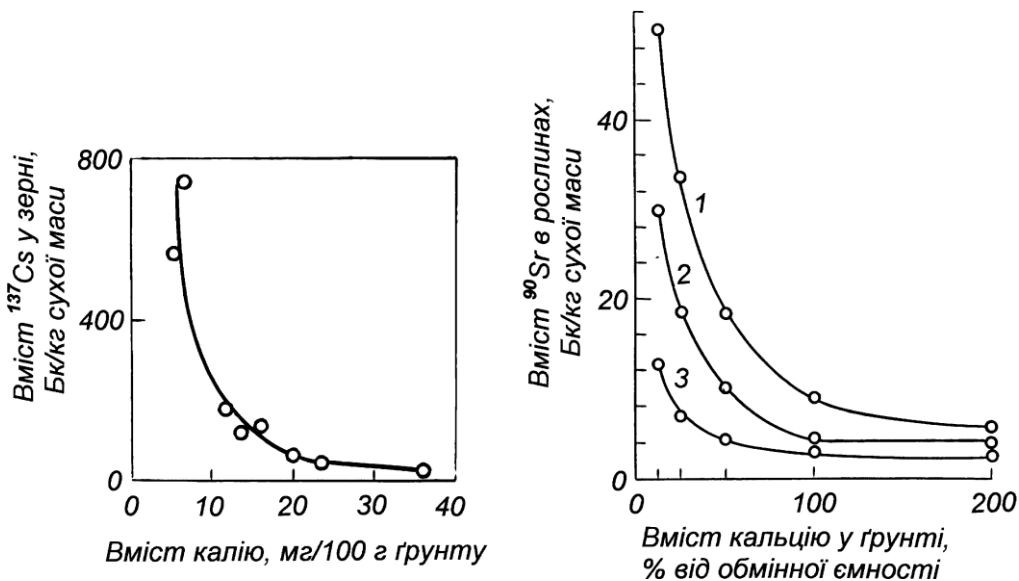 Вміст ¹³⁷Cs у зерні,
Бк/кг сухої маси
800
400
0
0 10 20 30 40
Вміст калію, мг/100 г ґрунту
Вміст ⁹⁰Sr в рослинах,
Бк/кг сухої маси
40
20
0
1
2
3
0 100 200
Вміст кальцію у ґрунті,
% від обмінної ємності